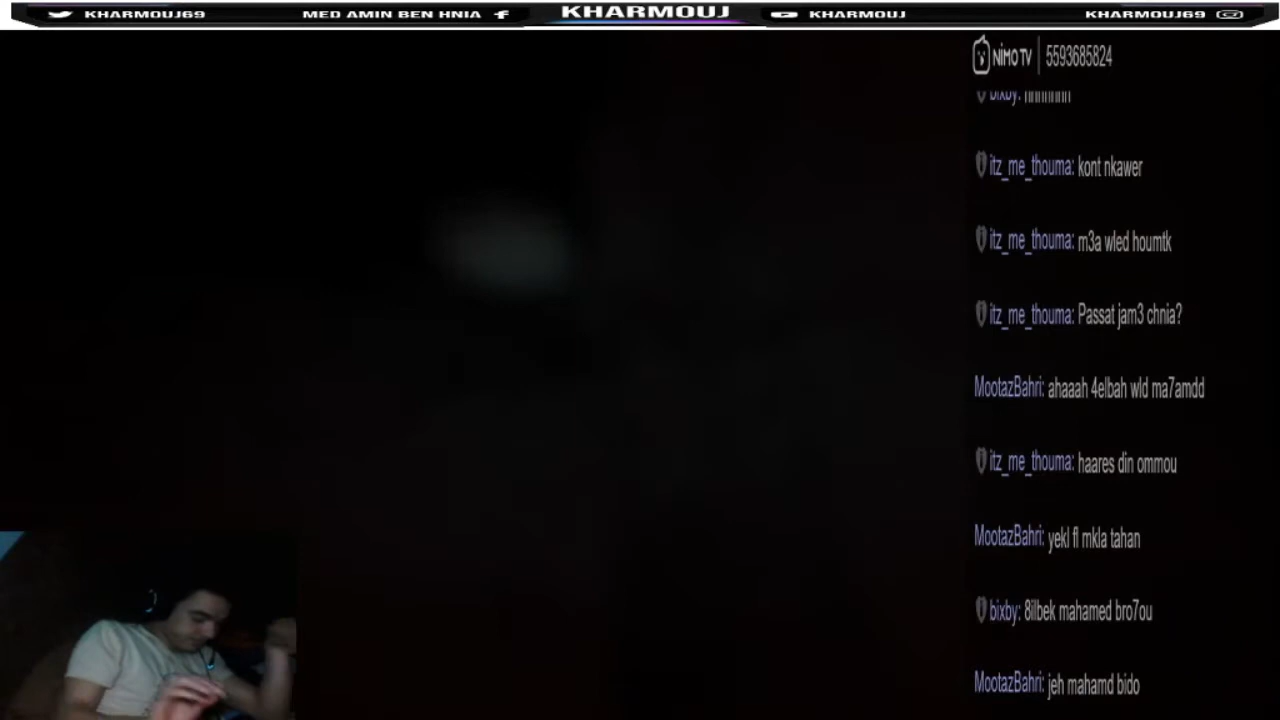 KHARMOUJ69
MED AMIN BEN HNIA
KHARMOUJ
KHARMOUJ
KHARMOUJ69
NIMO TV | 5593685824
bixby:
itz_me_thouma: kont nkawer
itz_me_thouma: m3a wled houmtk
itz_me_thouma: Passat jam3 chnia?
MootazBahri: ahaaah 4elbah wld ma7amdd
itz_me_thouma: haares din ommou
MootazBahri: yekl fl mkla tahan
bixby: 8ilbek mahamed bro7ou
MootazBahri: jeh mahamd bido